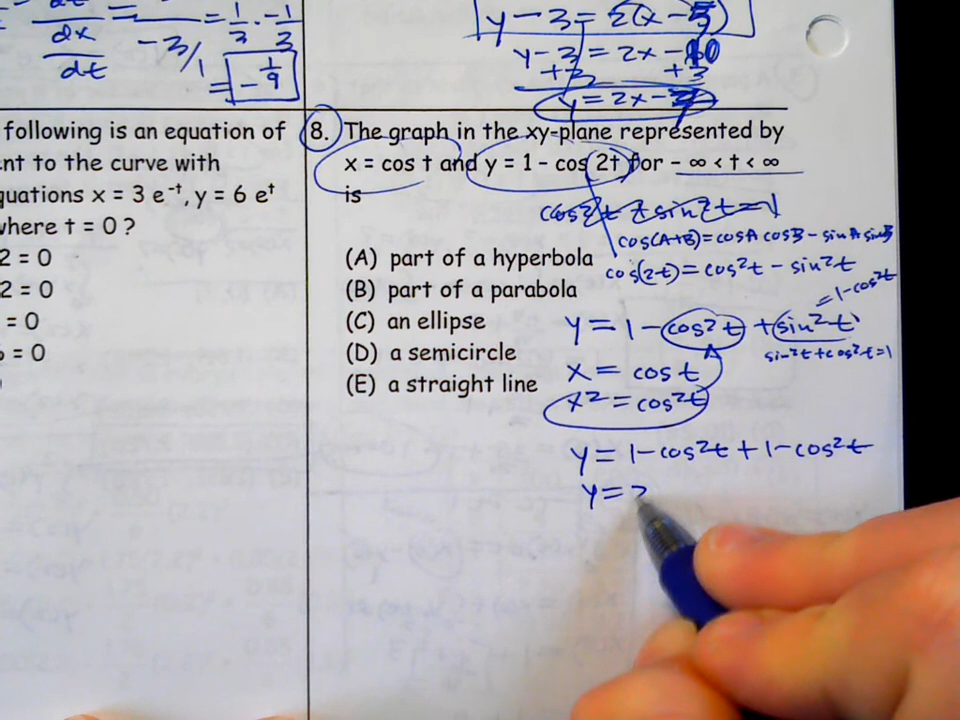 dx
dt
- 3/1
= 1/3 · -1/3
= - 1/9
y - 3 = 2(x - 5)
y - 3 = 2x - 10
+3 +3
y = 2x - 7
following is an equation of
nt to the curve with
quations x = 3 e⁻ᵗ, y = 6 eᵗ
where t = 0 ?
2 = 0
2 = 0
= 0
= 0
8. The graph in the xy-plane represented by
x = cos t and y = 1 - cos 2t for - ∞ < t < ∞
is
cos²t + sin²t = 1
cos(A+B) = cosA cosB - sinA sinB
(A) part of a hyperbola
cos(2t) = cos²t - sin²t
(B) part of a parabola
= 1-cos²t
(C) an ellipse
y = 1 - cos²t + sin²t
(D) a semicircle
sin²t + cos²t = 1
x = cos t
(E) a straight line
x² = cos²t
y = 1 - cos²t + 1 - cos²t
y =